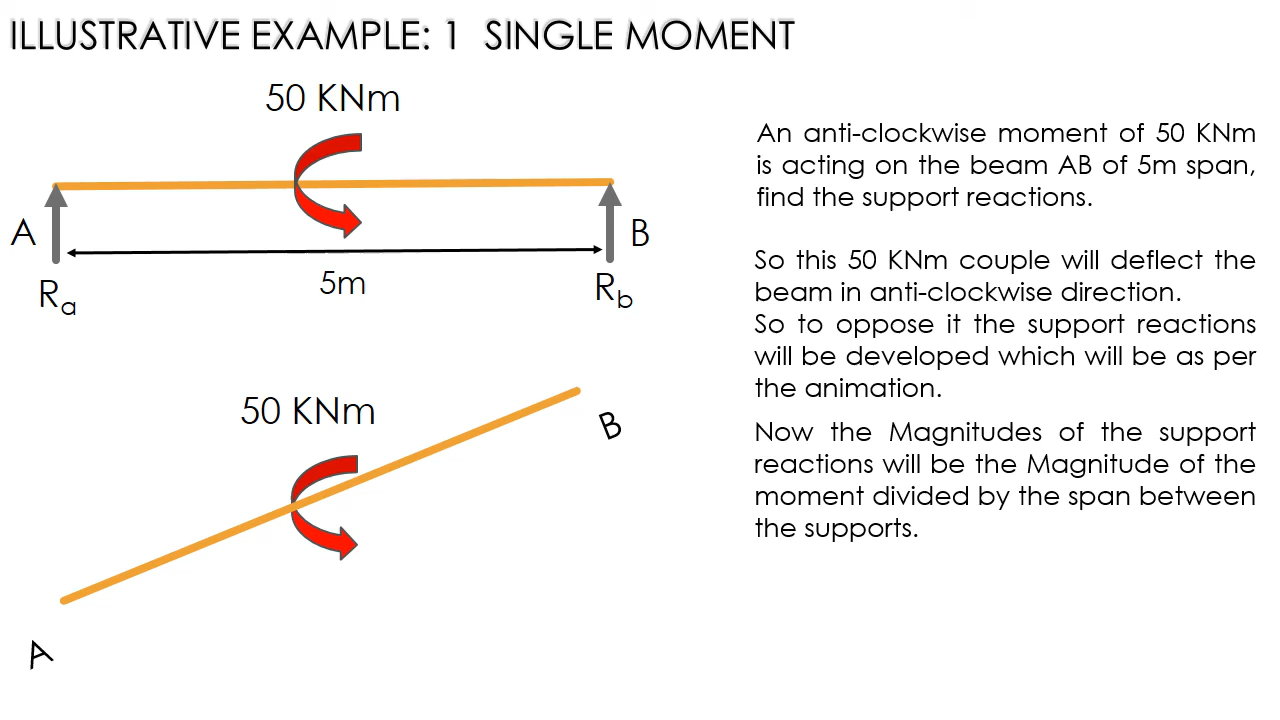 ILLUSTRATIVE EXAMPLE: 1 SINGLE MOMENT
50 KNm
A
B
5m
Ra
Rb
50 KNm
B
A
An anti-clockwise moment of 50 KNm
is acting on the beam AB of 5m span,
find the support reactions.
So this 50 KNm couple will deflect the
beam in anti-clockwise direction.
So to oppose it the support reactions
will be developed which will be as per
the animation.
Now the Magnitudes of the support
reactions will be the Magnitude of the
moment divided by the span between
the supports.